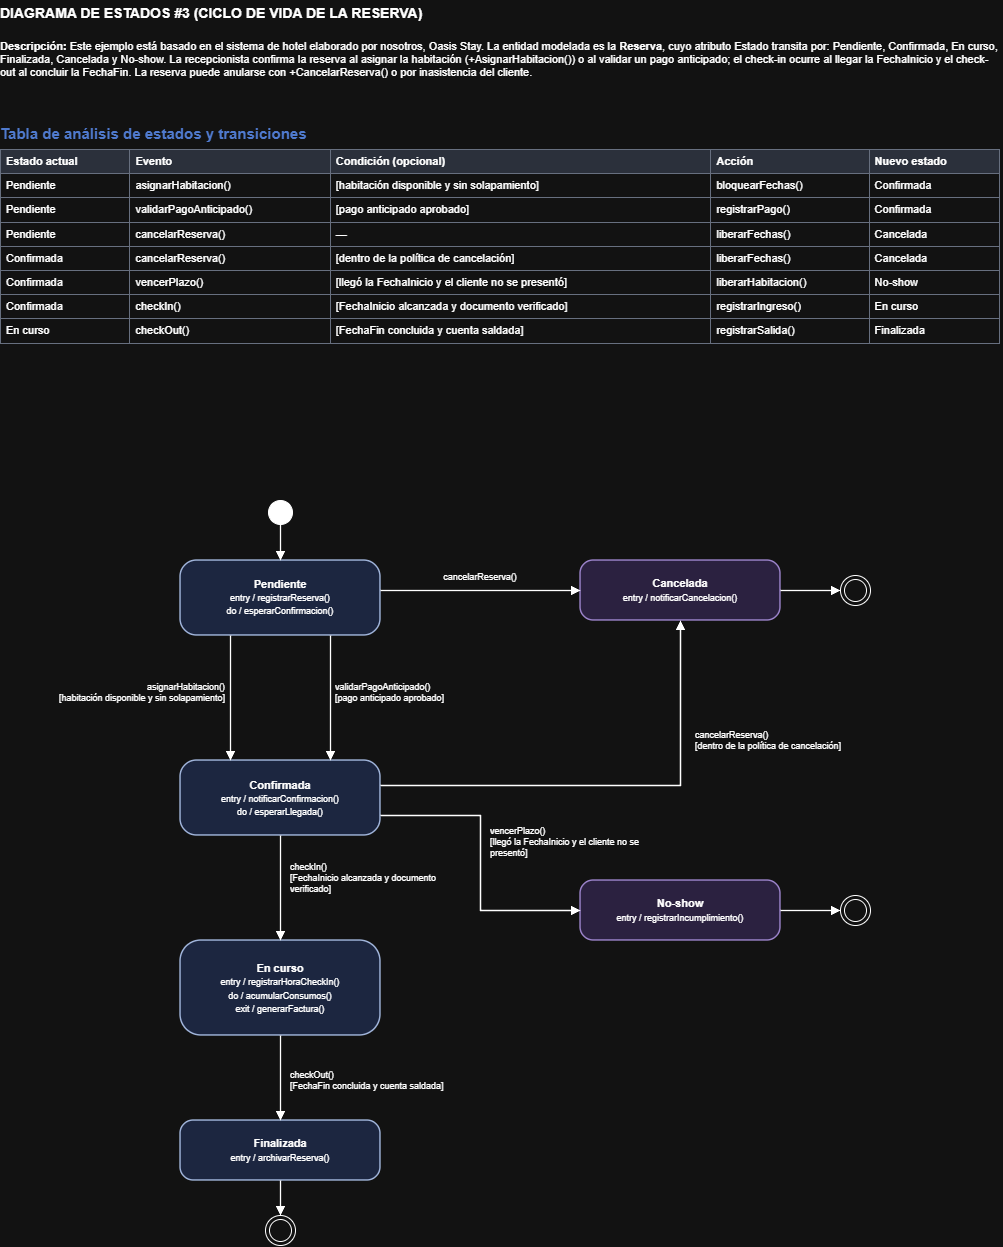 DIAGRAMA DE ESTADOS #3 (CICLO DE VIDA DE LA RESERVA)
Descripción: Este ejemplo está basado en el sistema de hotel elaborado por nosotros, Oasis Stay. La entidad modelada es la Reserva, cuyo atributo Estado transita por: Pendiente, Confirmada, En curso,
Finalizada, Cancelada y No-show. La recepcionista confirma la reserva al asignar la habitación (+AsignarHabitacion()) o al validar un pago anticipado; el check-in ocurre al llegar la FechaInicio y el check-
out al concluir la FechaFin. La reserva puede anularse con +CancelarReserva() o por inasistencia del cliente.
Tabla de análisis de estados y transiciones
Estado actual Evento Condición (opcional) Acción Nuevo estado
Pendiente asignarHabitacion() [habitación disponible y sin solapamiento] bloquearFechas() Confirmada
Pendiente validarPagoAnticipado() [pago anticipado aprobado] registrarPago() Confirmada
Pendiente cancelarReserva() — liberarFechas() Cancelada
Confirmada cancelarReserva() [dentro de la política de cancelación] liberarFechas() Cancelada
Confirmada vencerPlazo() [llegó la FechaInicio y el cliente no se presentó] liberarHabitacion() No-show
Confirmada checkIn() [FechaInicio alcanzada y documento verificado] registrarIngreso() En curso
En curso checkOut() [FechaFin concluida y cuenta saldada] registrarSalida() Finalizada
Pendiente
entry / registrarReserva()
do / esperarConfirmacion()
cancelarReserva()
Cancelada
entry / notificarCancelacion()
asignarHabitacion()
[habitación disponible y sin solapamiento]
validarPagoAnticipado()
[pago anticipado aprobado]
cancelarReserva()
[dentro de la política de cancelación]
Confirmada
entry / notificarConfirmacion()
do / esperarLlegada()
vencerPlazo()
[llegó la FechaInicio y el cliente no se
presentó]
checkIn()
[FechaInicio alcanzada y documento
verificado]
No-show
entry / registrarIncumplimiento()
En curso
entry / registrarHoraCheckIn()
do / acumularConsumos()
exit / generarFactura()
checkOut()
[FechaFin concluida y cuenta saldada]
Finalizada
entry / archivarReserva()